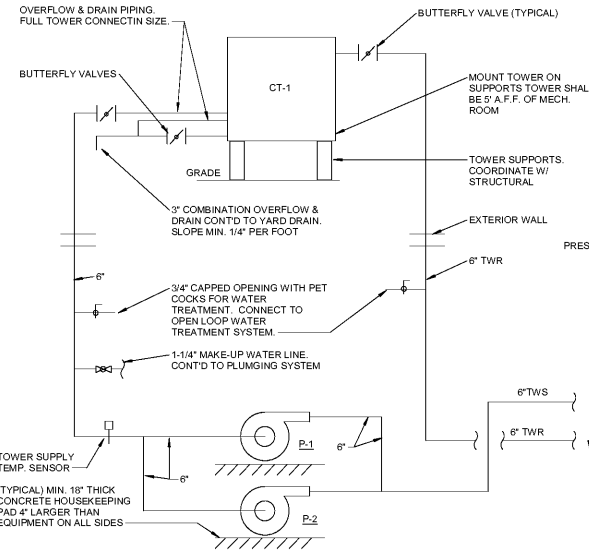 OVERFLOW & DRAIN PIPING.
FULL TOWER CONNECTIN SIZE.
BUTTERFLY VALVE (TYPICAL)
BUTTERFLY VALVES
CT-1
MOUNT TOWER ON
SUPPORTS TOWER SHAL
BE 5' A.F.F. OF MECH.
ROOM
GRADE
TOWER SUPPORTS.
COORDINATE W/
STRUCTURAL
3" COMBINATION OVERFLOW &
DRAIN CONT'D TO YARD DRAIN.
SLOPE MIN. 1/4" PER FOOT
EXTERIOR WALL
PRES
6" TWR
6"
3/4" CAPPED OPENING WITH PET
COCKS FOR WATER
TREATMENT. CONNECT TO
OPEN LOOP WATER
TREATMENT SYSTEM.
1-1/4" MAKE-UP WATER LINE.
CONT'D TO PLUMGING SYSTEM
6"TWS
6" TWR
P-1
6"
TOWER SUPPLY
TEMP. SENSOR
6"
(TYPICAL) MIN. 18" THICK
CONCRETE HOUSEKEEPING
PAD 4" LARGER THAN
EQUIPMENT ON ALL SIDES
P-2